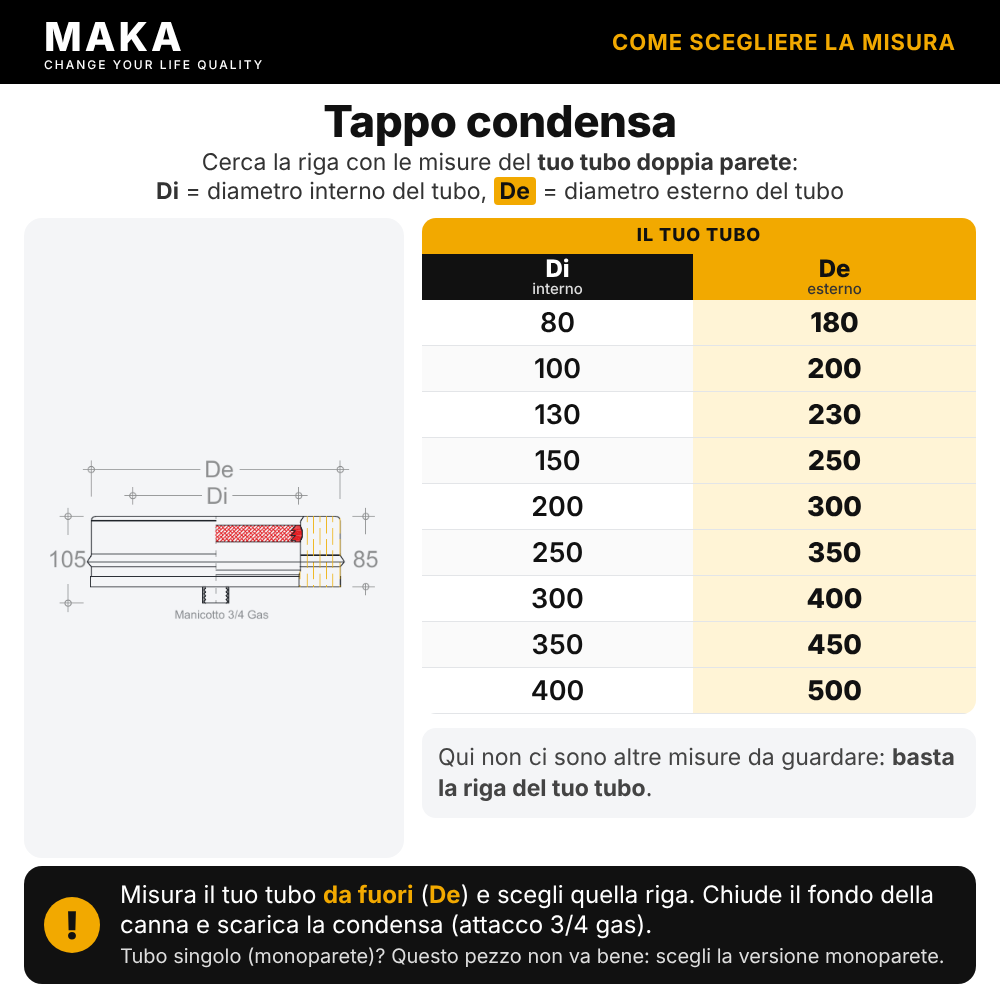 MAKA
CHANGE YOUR LIFE QUALITY
COME SCEGLIERE LA MISURA
Tappo condensa
Cerca la riga con le misure del tuo tubo doppia parete:
Di = diametro interno del tubo, De = diametro esterno del tubo
De
Di
105
85
Manicotto 3/4 Gas
IL TUO TUBO
Di De
interno esterno
80 180
100 200
130 230
150 250
200 300
250 350
300 400
350 450
400 500
Qui non ci sono altre misure da guardare: basta
la riga del tuo tubo.
!
Misura il tuo tubo da fuori (De) e scegli quella riga. Chiude il fondo della
canna e scarica la condensa (attacco 3/4 gas).
Tubo singolo (monoparete)? Questo pezzo non va bene: scegli la versione monoparete.